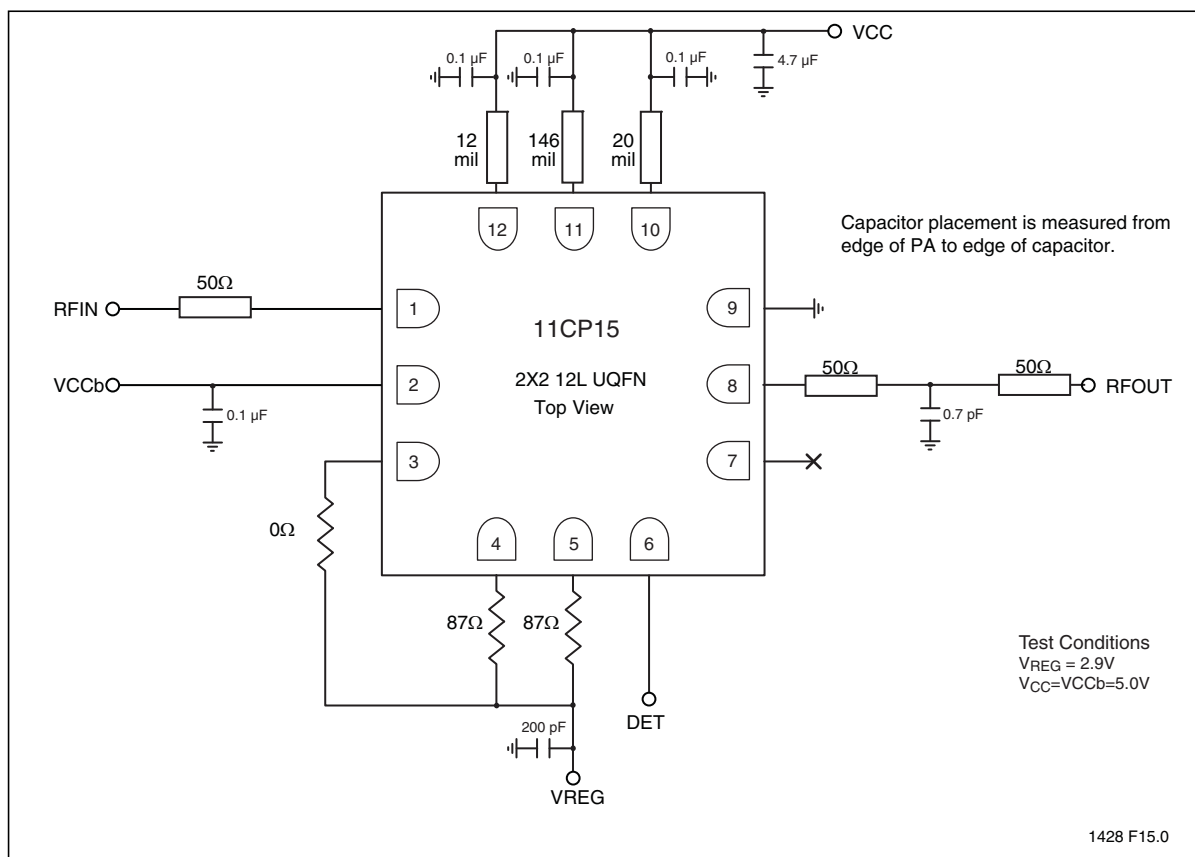 VCC
0.1 µF
0.1 µF
0.1 µF
4.7 µF
12
mil
146
mil
20
mil
12
11
10
Capacitor placement is measured from
edge of PA to edge of capacitor.
RFIN
50Ω
1
11CP15
9
VCCb
2
2X2 12L UQFN
Top View
8
50Ω
50Ω
RFOUT
0.1 µF
0.7 pF
3
7
0Ω
4
5
6
87Ω
87Ω
Test Conditions
VREG = 2.9V
VCC=VCCb=5.0V
DET
200 pF
VREG
1428 F15.0